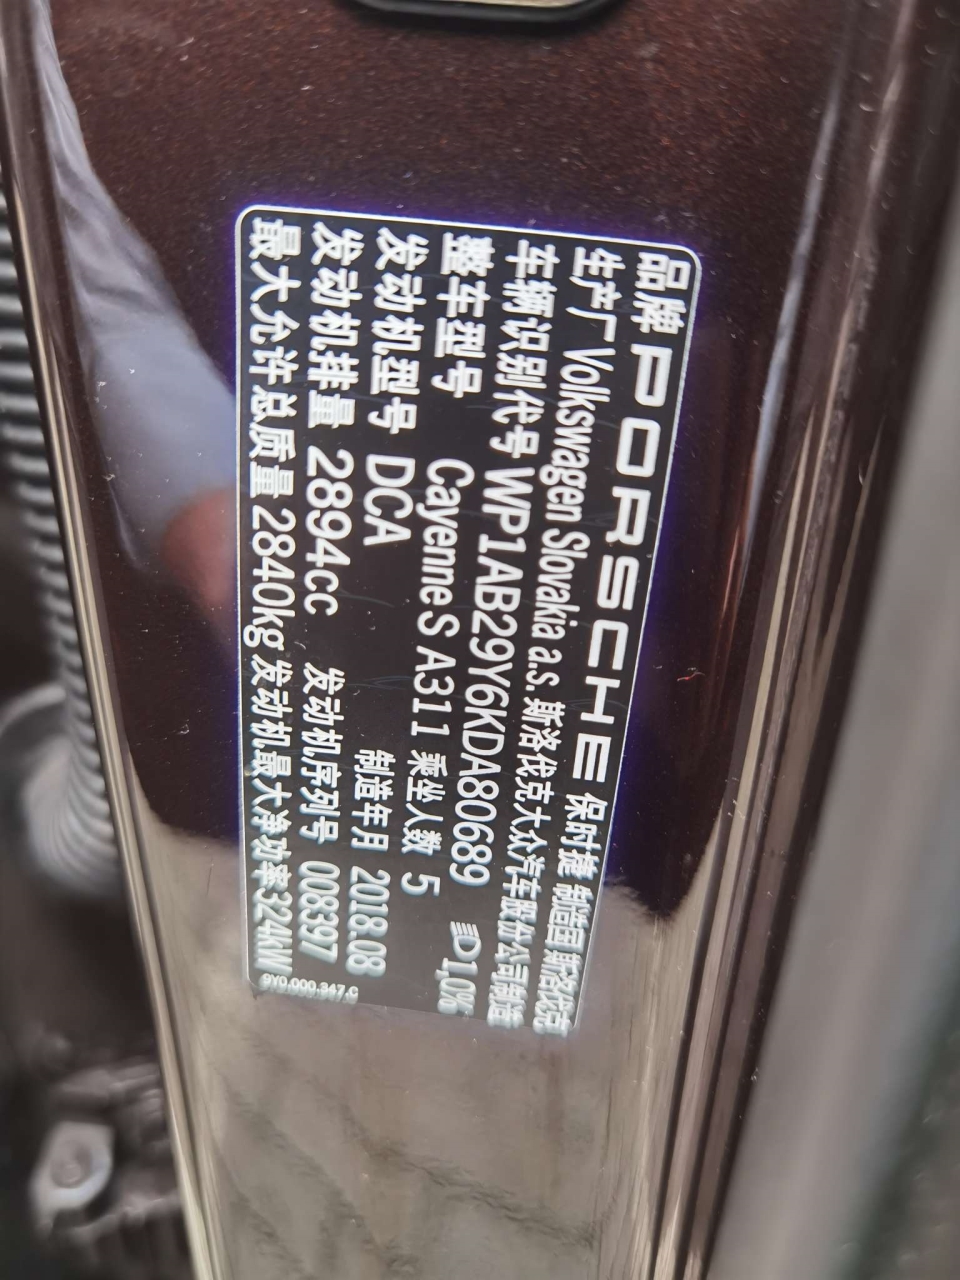 品牌 PORSCHE 保时捷 制造国 斯洛伐克
生产厂 Volkswagen Slovakia a.s. 斯洛伐克大众汽车股份公司制造
车辆识别代号 WP1AB29Y6KDA80689 1,0%
整车型号 Cayenne S A311 乘坐人数 5
发动机型号 DCA 制造年月 2018.08
发动机排量 2894cc 发动机序列号 008397
最大允许总质量 2840kg 发动机最大净功率324kW
9Y0.000.347.C